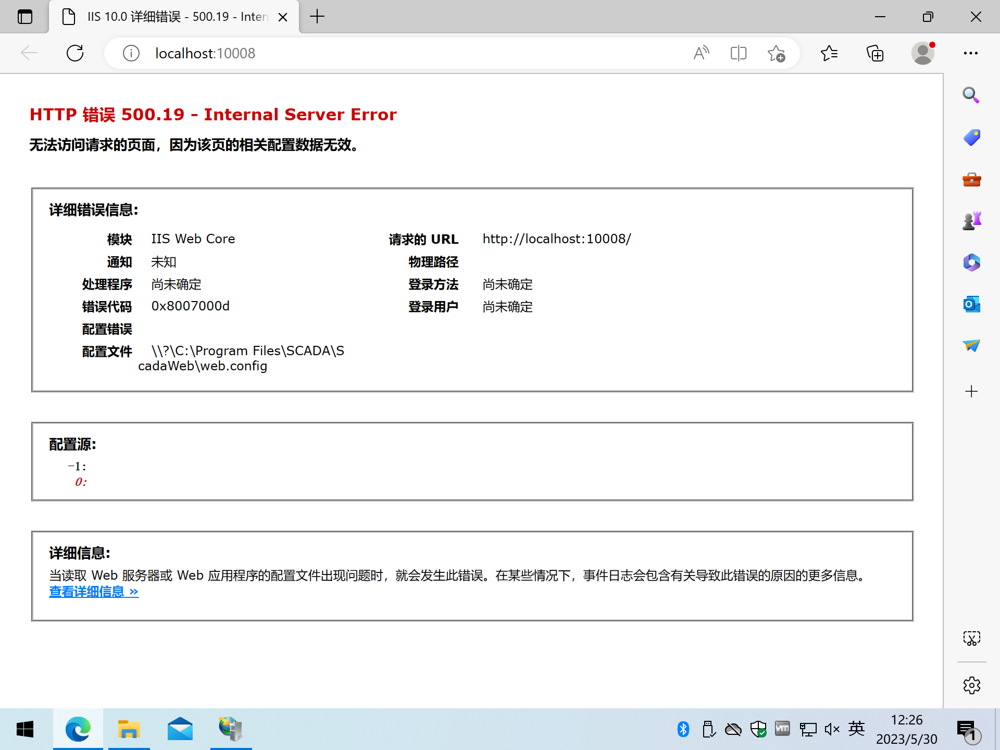 IIS 10.0 详细错误 - 500.19 - Inter
localhost:10008
HTTP 错误 500.19 - Internal Server Error
无法访问请求的页面，因为该页的相关配置数据无效。
详细错误信息:
模块 IIS Web Core
通知 未知
处理程序 尚未确定
错误代码 0x8007000d
配置错误
配置文件 \\?\C:\Program Files\SCADA\S
cadaWeb\web.config
请求的 URL http://localhost:10008/
物理路径
登录方法 尚未确定
登录用户 尚未确定
配置源:
-1:
0:
详细信息:
当读取 Web 服务器或 Web 应用程序的配置文件出现问题时，就会发生此错误。在某些情况下，事件日志会包含有关导致此错误的原因的更多信息。
查看详细信息 »
英
12:26
2023/5/30
1